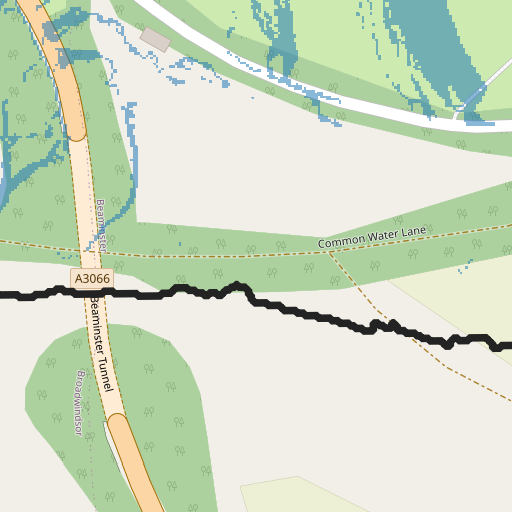 Beaminster
Common Water Lane
A3066
Beaminster Tunnel
Broadwindsor